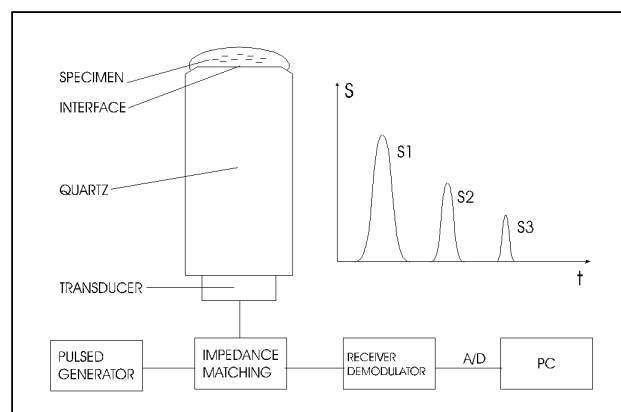 SPECIMEN
INTERFACE
QUARTZ
TRANSDUCER
S
S1
S2
S3
t
PULSED
GENERATOR
IMPEDANCE
MATCHING
RECEIVER
DEMODULATOR
A/D
PC